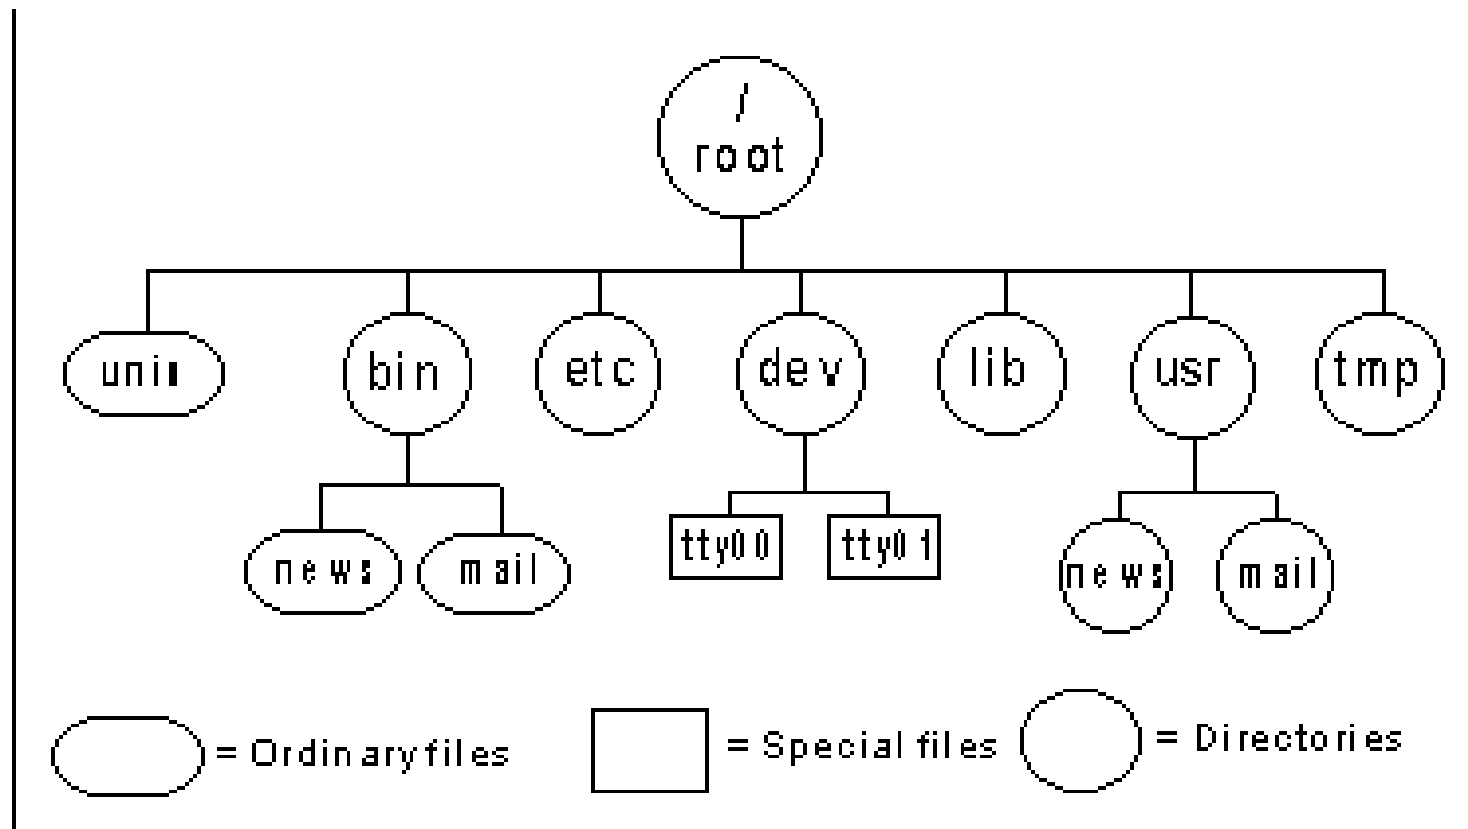 /
root
unix
bin
etc
dev
lib
usr
tmp
news
mail
tty00
tty01
news
mail
= Ordinary files
= Special files
= Directories